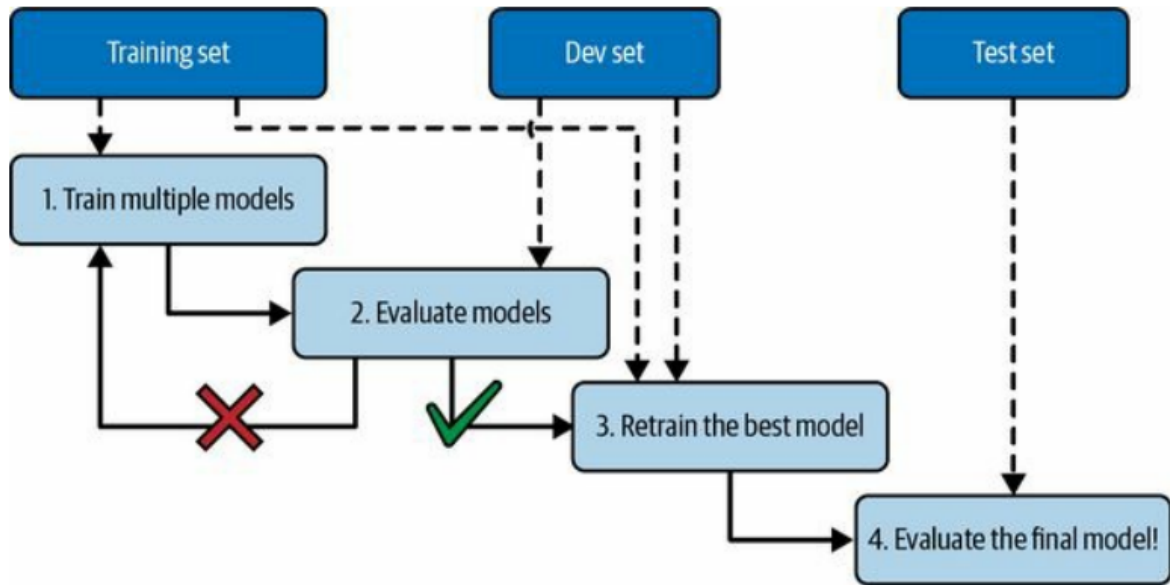 Training set
Dev set
Test set
1. Train multiple models
2. Evaluate models
3. Retrain the best model
4. Evaluate the final model!